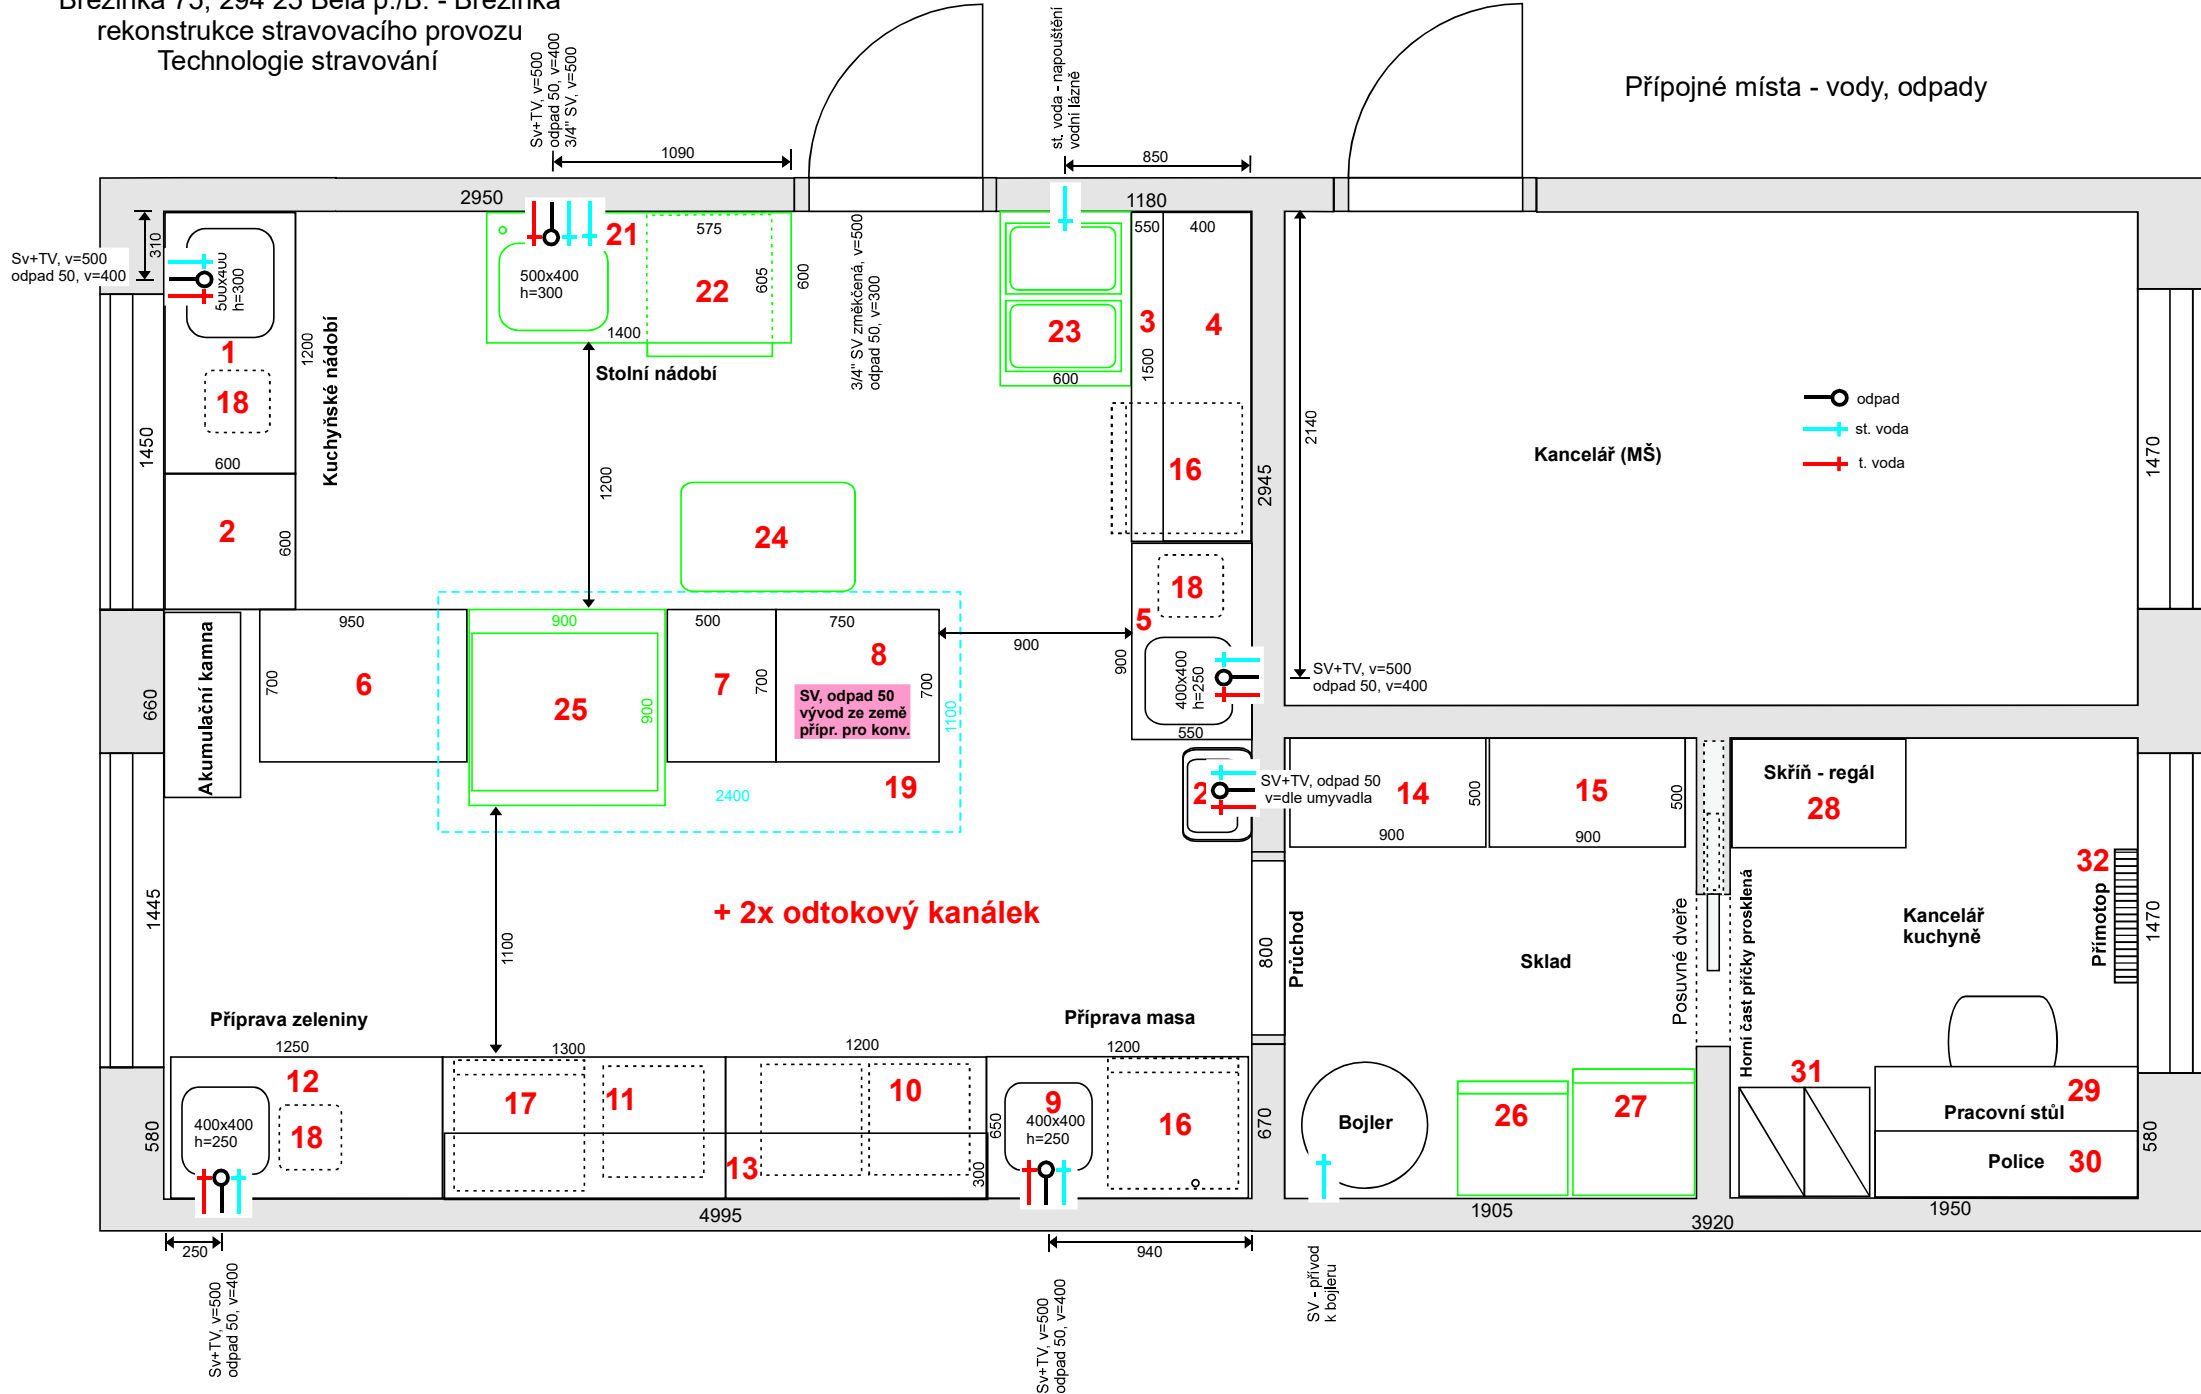 Březinka 75, 294 25 Bělá p./B. - Březinka
rekonstrukce stravovacího provozu
Technologie stravování
Přípojné místa - vody, odpady
Sv+TV, v=500
odpad 50, v=400
3/4" SV, v=500
st. voda - napouštění
vodní lázně
1090
850
2950
1180
310
Sv+TV, v=500
odpad 50, v=400
500x400
h=300
1
18
1200
600
Kuchyňské nádobí
1450
2
600
21
500x400
h=300
575
22
605
600
1400
Stolní nádobí
3/4" SV změkčená, v=500
odpad 50, v=300
23
600
550
400
3
4
1500
16
2140
2945
Kancelář (MŠ)
odpad
st. voda
t. voda
1470
1200
24
18
5
900
400x400
h=250
550
SV+TV, v=500
odpad 50, v=400
Akumulační kamna
660
950
700
6
900
25
900
500
7
700
750
8
700
SV, odpad 50
vývod ze země
přípr. pro konv.
1100
900
19
2400
2
SV+TV, odpad 50
v=dle umyvadla
14
500
900
15
500
900
Skříň - regál
28
32
Přímotop
1470
1445
1100
+ 2x odtokový kanálek
800
Průchod
Sklad
Posuvné dveře
Horní čast příčky prosklená
Kancelář
kuchyně
Příprava zeleniny
Příprava masa
1250
1300
1200
1200
12
400x400
h=250
18
17
11
10
13
650
300
9
400x400
h=250
16
580
670
Bojler
26
27
31
29
Pracovní stůl
Police
30
580
4995
1905
3920
1950
250
940
Sv+TV, v=500
odpad 50, v=400
Sv+TV, v=500
odpad 50, v=400
SV - přívod
k bojleru